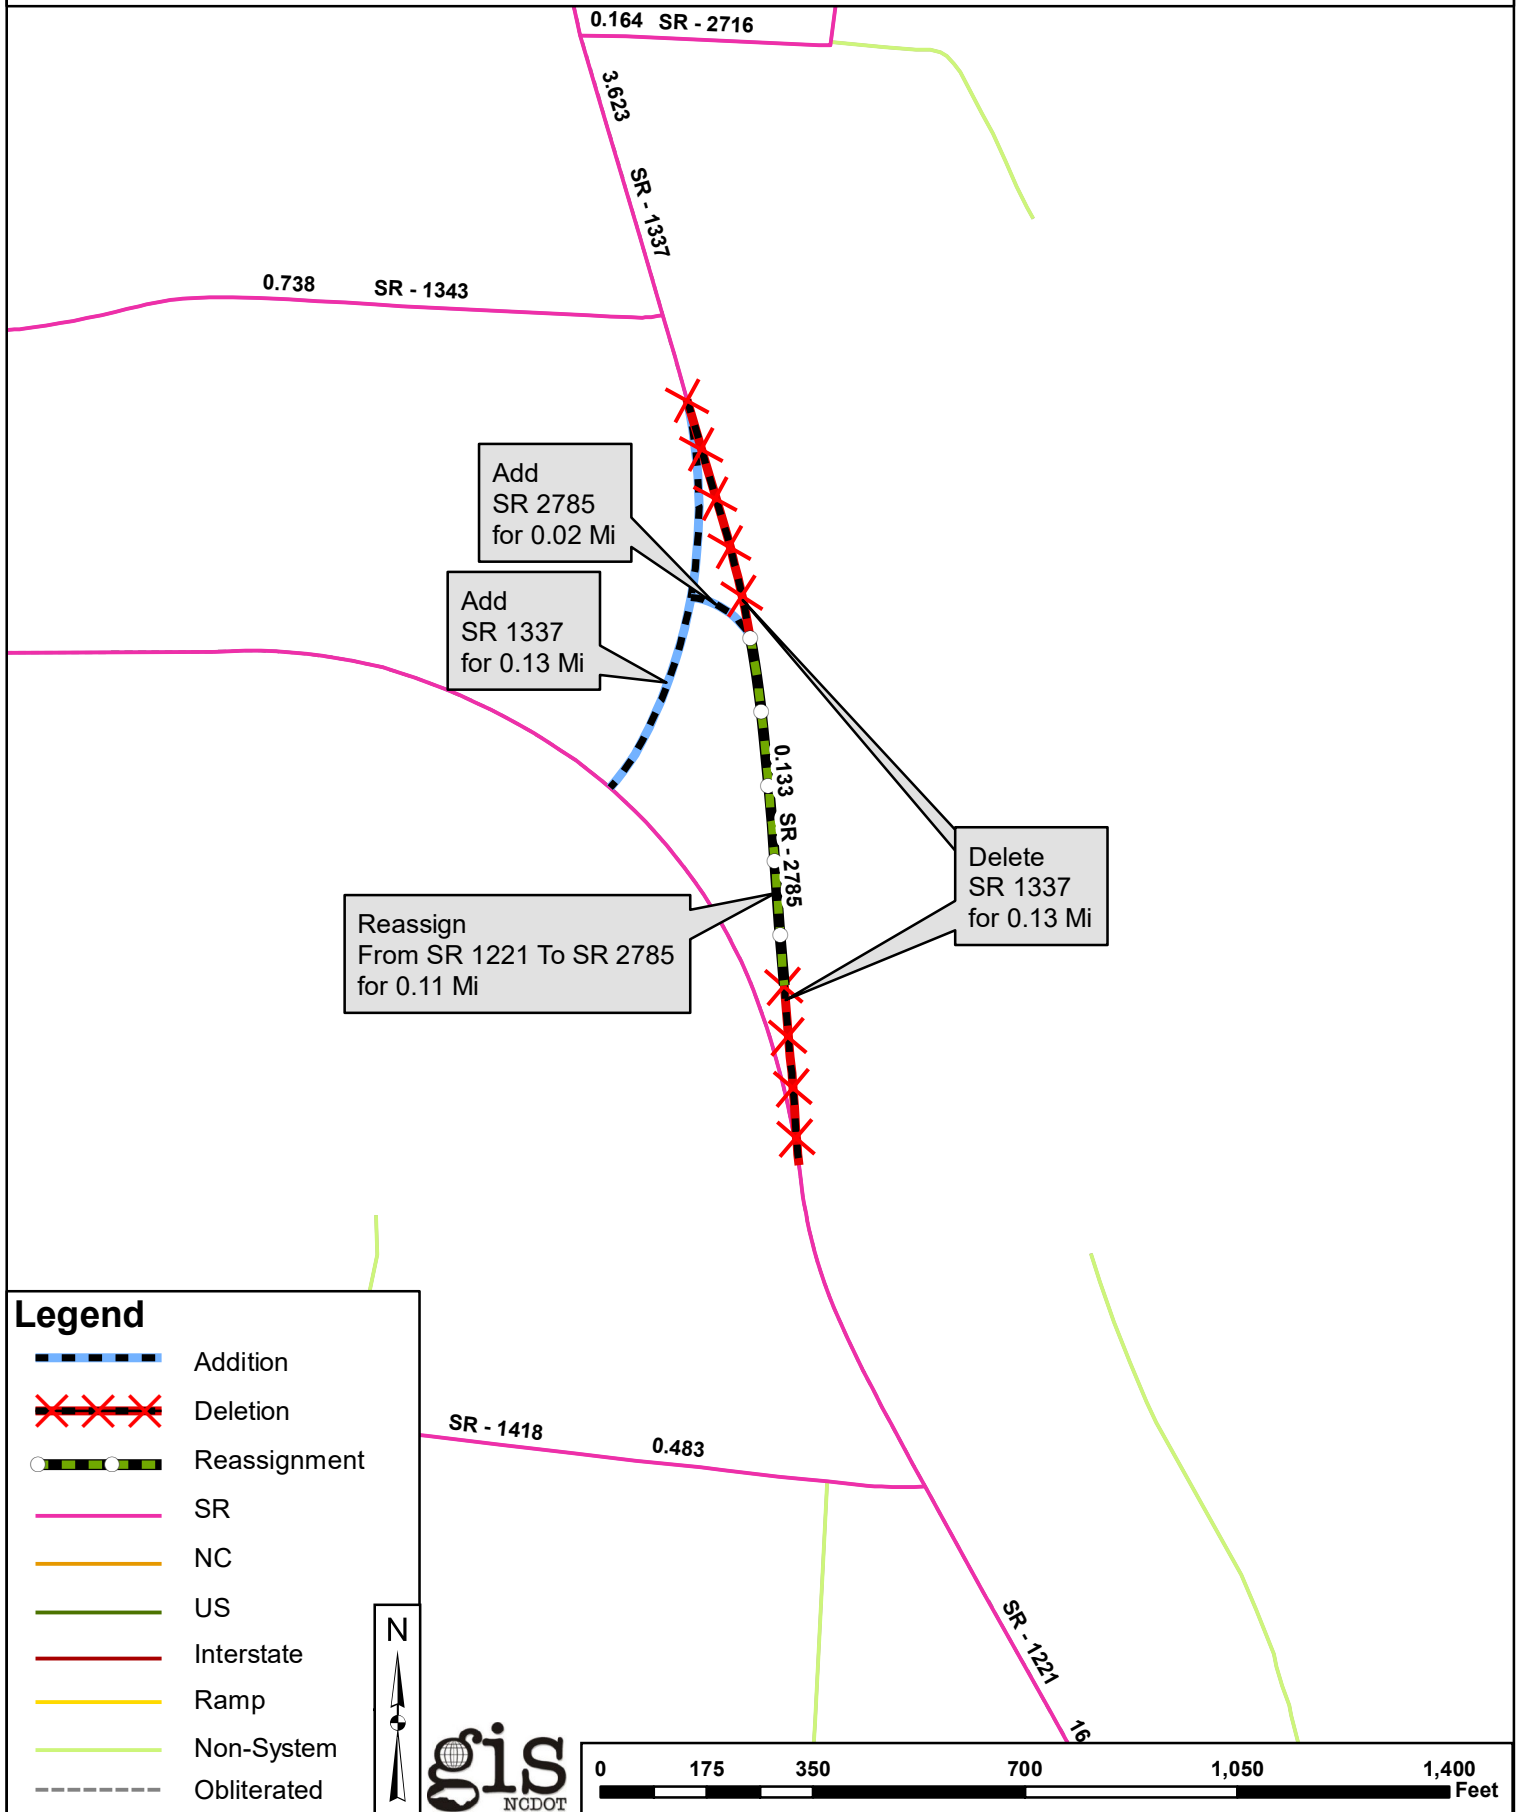 0.164 SR - 2716
3.623
SR - 1337
0.738 SR - 1343
Add
SR 2785
for 0.02 Mi
Add
SR 1337
for 0.13 Mi
0.133 SR - 2785
Delete
SR 1337
for 0.13 Mi
Reassign
From SR 1221 To SR 2785
for 0.11 Mi
Legend
Addition
Deletion
Reassignment
SR
NC
US
Interstate
Ramp
Non-System
Obliterated
SR - 1418 0.483
SR - 1221
16
N
gis
NCDOT
0 175 350 700 1,050 1,400
Feet